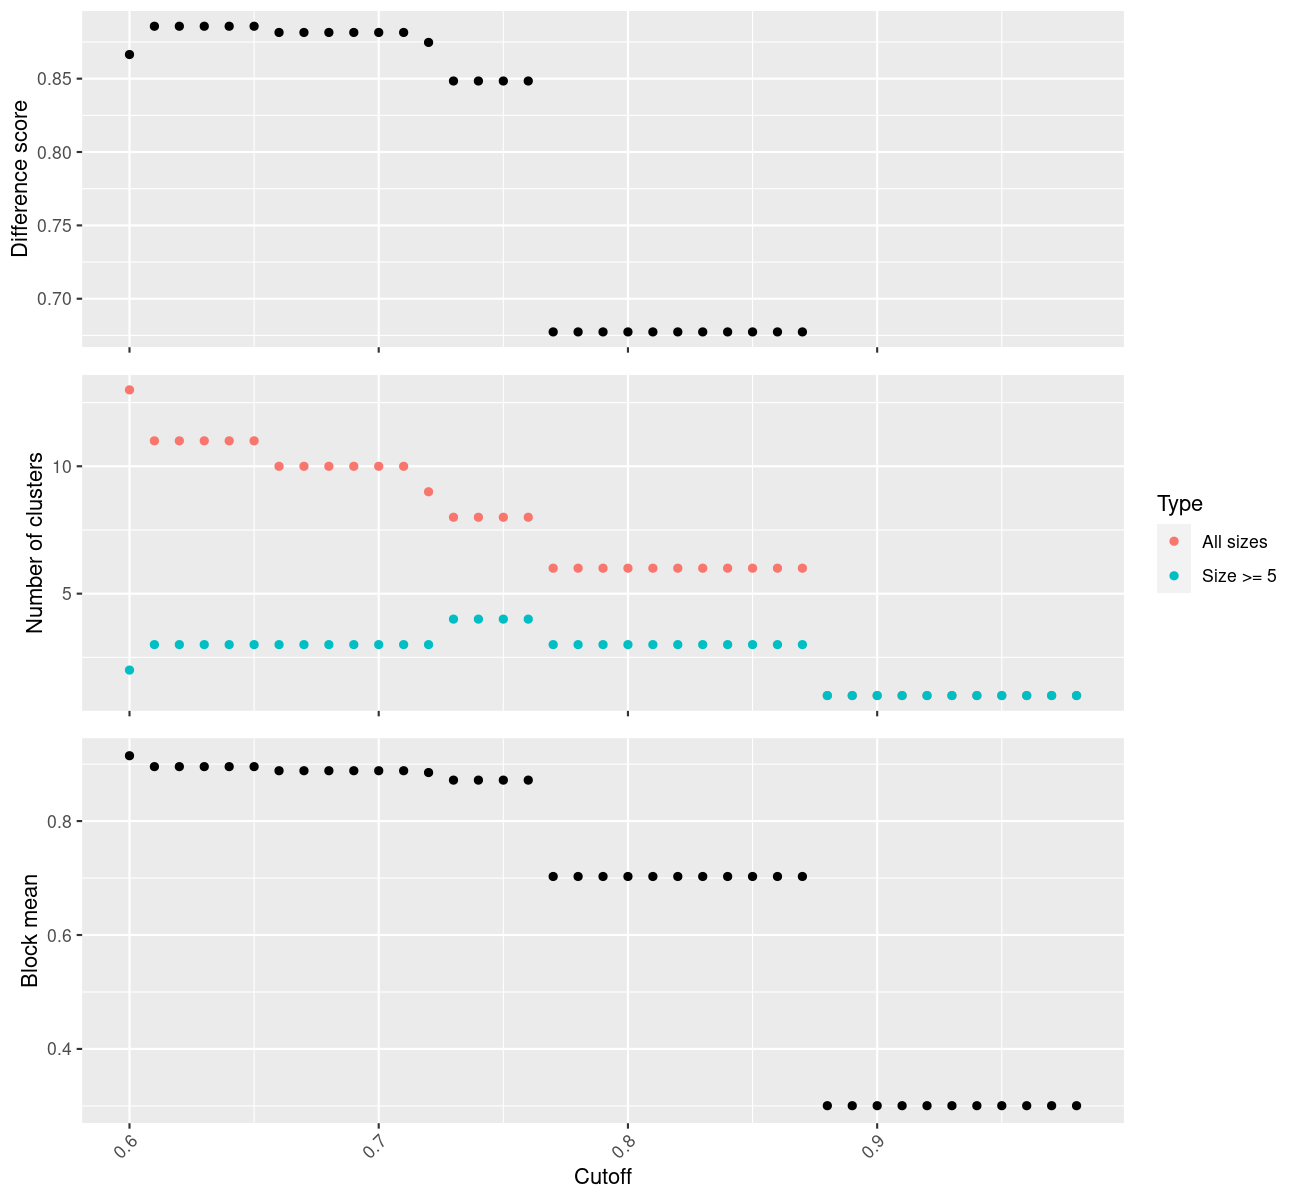 Difference score
0.85
0.80
0.75
0.70
Number of clusters
10
5
Type
All sizes
Size >= 5
Block mean
0.8
0.6
0.4
0.6
0.7
0.8
0.9
Cutoff